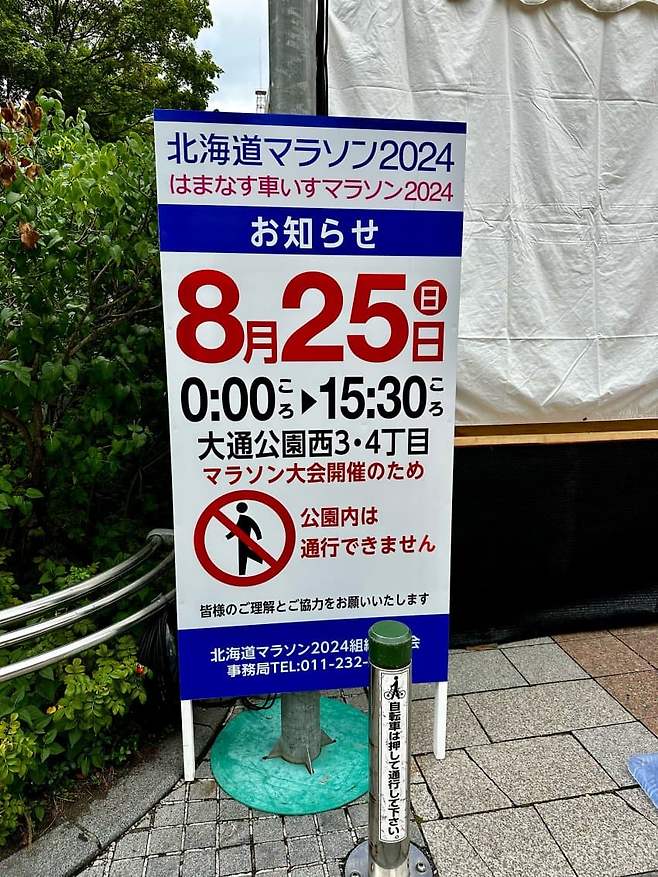 北海道マラソン2024
はまなす車いすマラソン2024
お知らせ
8月25日㊐
0:00ころ▶15:30ころ
大通公園西3・4丁目
マラソン大会開催のため
公園内は
通行できません
皆様のご理解とご協力をお願いいたします
北海道マラソン2024組 会
事務局TEL:011-232-
自転車は押して通行して下さい。